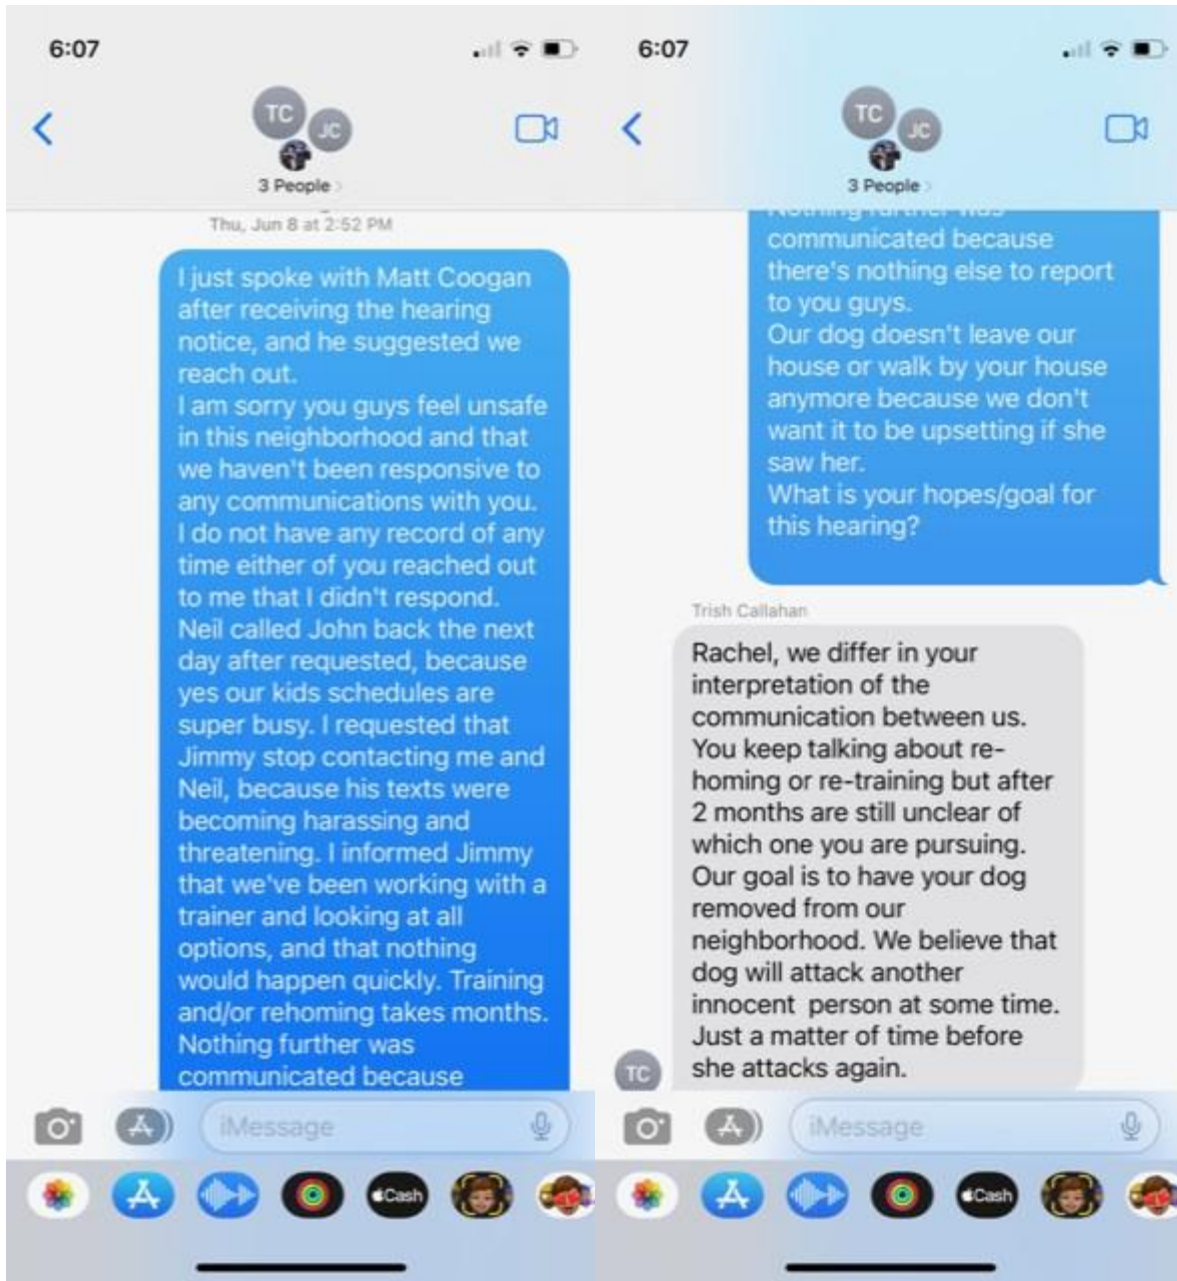 6:07
TC
JC
3 People
Thu, Jun 8 at 2:52 PM
I just spoke with Matt Coogan
after receiving the hearing
notice, and he suggested we
reach out.
I am sorry you guys feel unsafe
in this neighborhood and that
we haven't been responsive to
any communications with you.
I do not have any record of any
time either of you reached out
to me that I didn't respond.
Neil called John back the next
day after requested, because
yes our kids schedules are
super busy. I requested that
Jimmy stop contacting me and
Neil, because his texts were
becoming harassing and
threatening. I informed Jimmy
that we've been working with a
trainer and looking at all
options, and that nothing
would happen quickly. Training
and/or rehoming takes months.
Nothing further was
communicated because
iMessage
Cash
6:07
TC
JC
3 People
Nothing further was
communicated because
there's nothing else to report
to you guys.
Our dog doesn't leave our
house or walk by your house
anymore because we don't
want it to be upsetting if she
saw her.
What is your hopes/goal for
this hearing?
Trish Callahan
Rachel, we differ in your
interpretation of the
communication between us.
You keep talking about re-
homing or re-training but after
2 months are still unclear of
which one you are pursuing.
Our goal is to have your dog
removed from our
neighborhood. We believe that
dog will attack another
innocent person at some time.
Just a matter of time before
she attacks again.
TC
iMessage
Cash